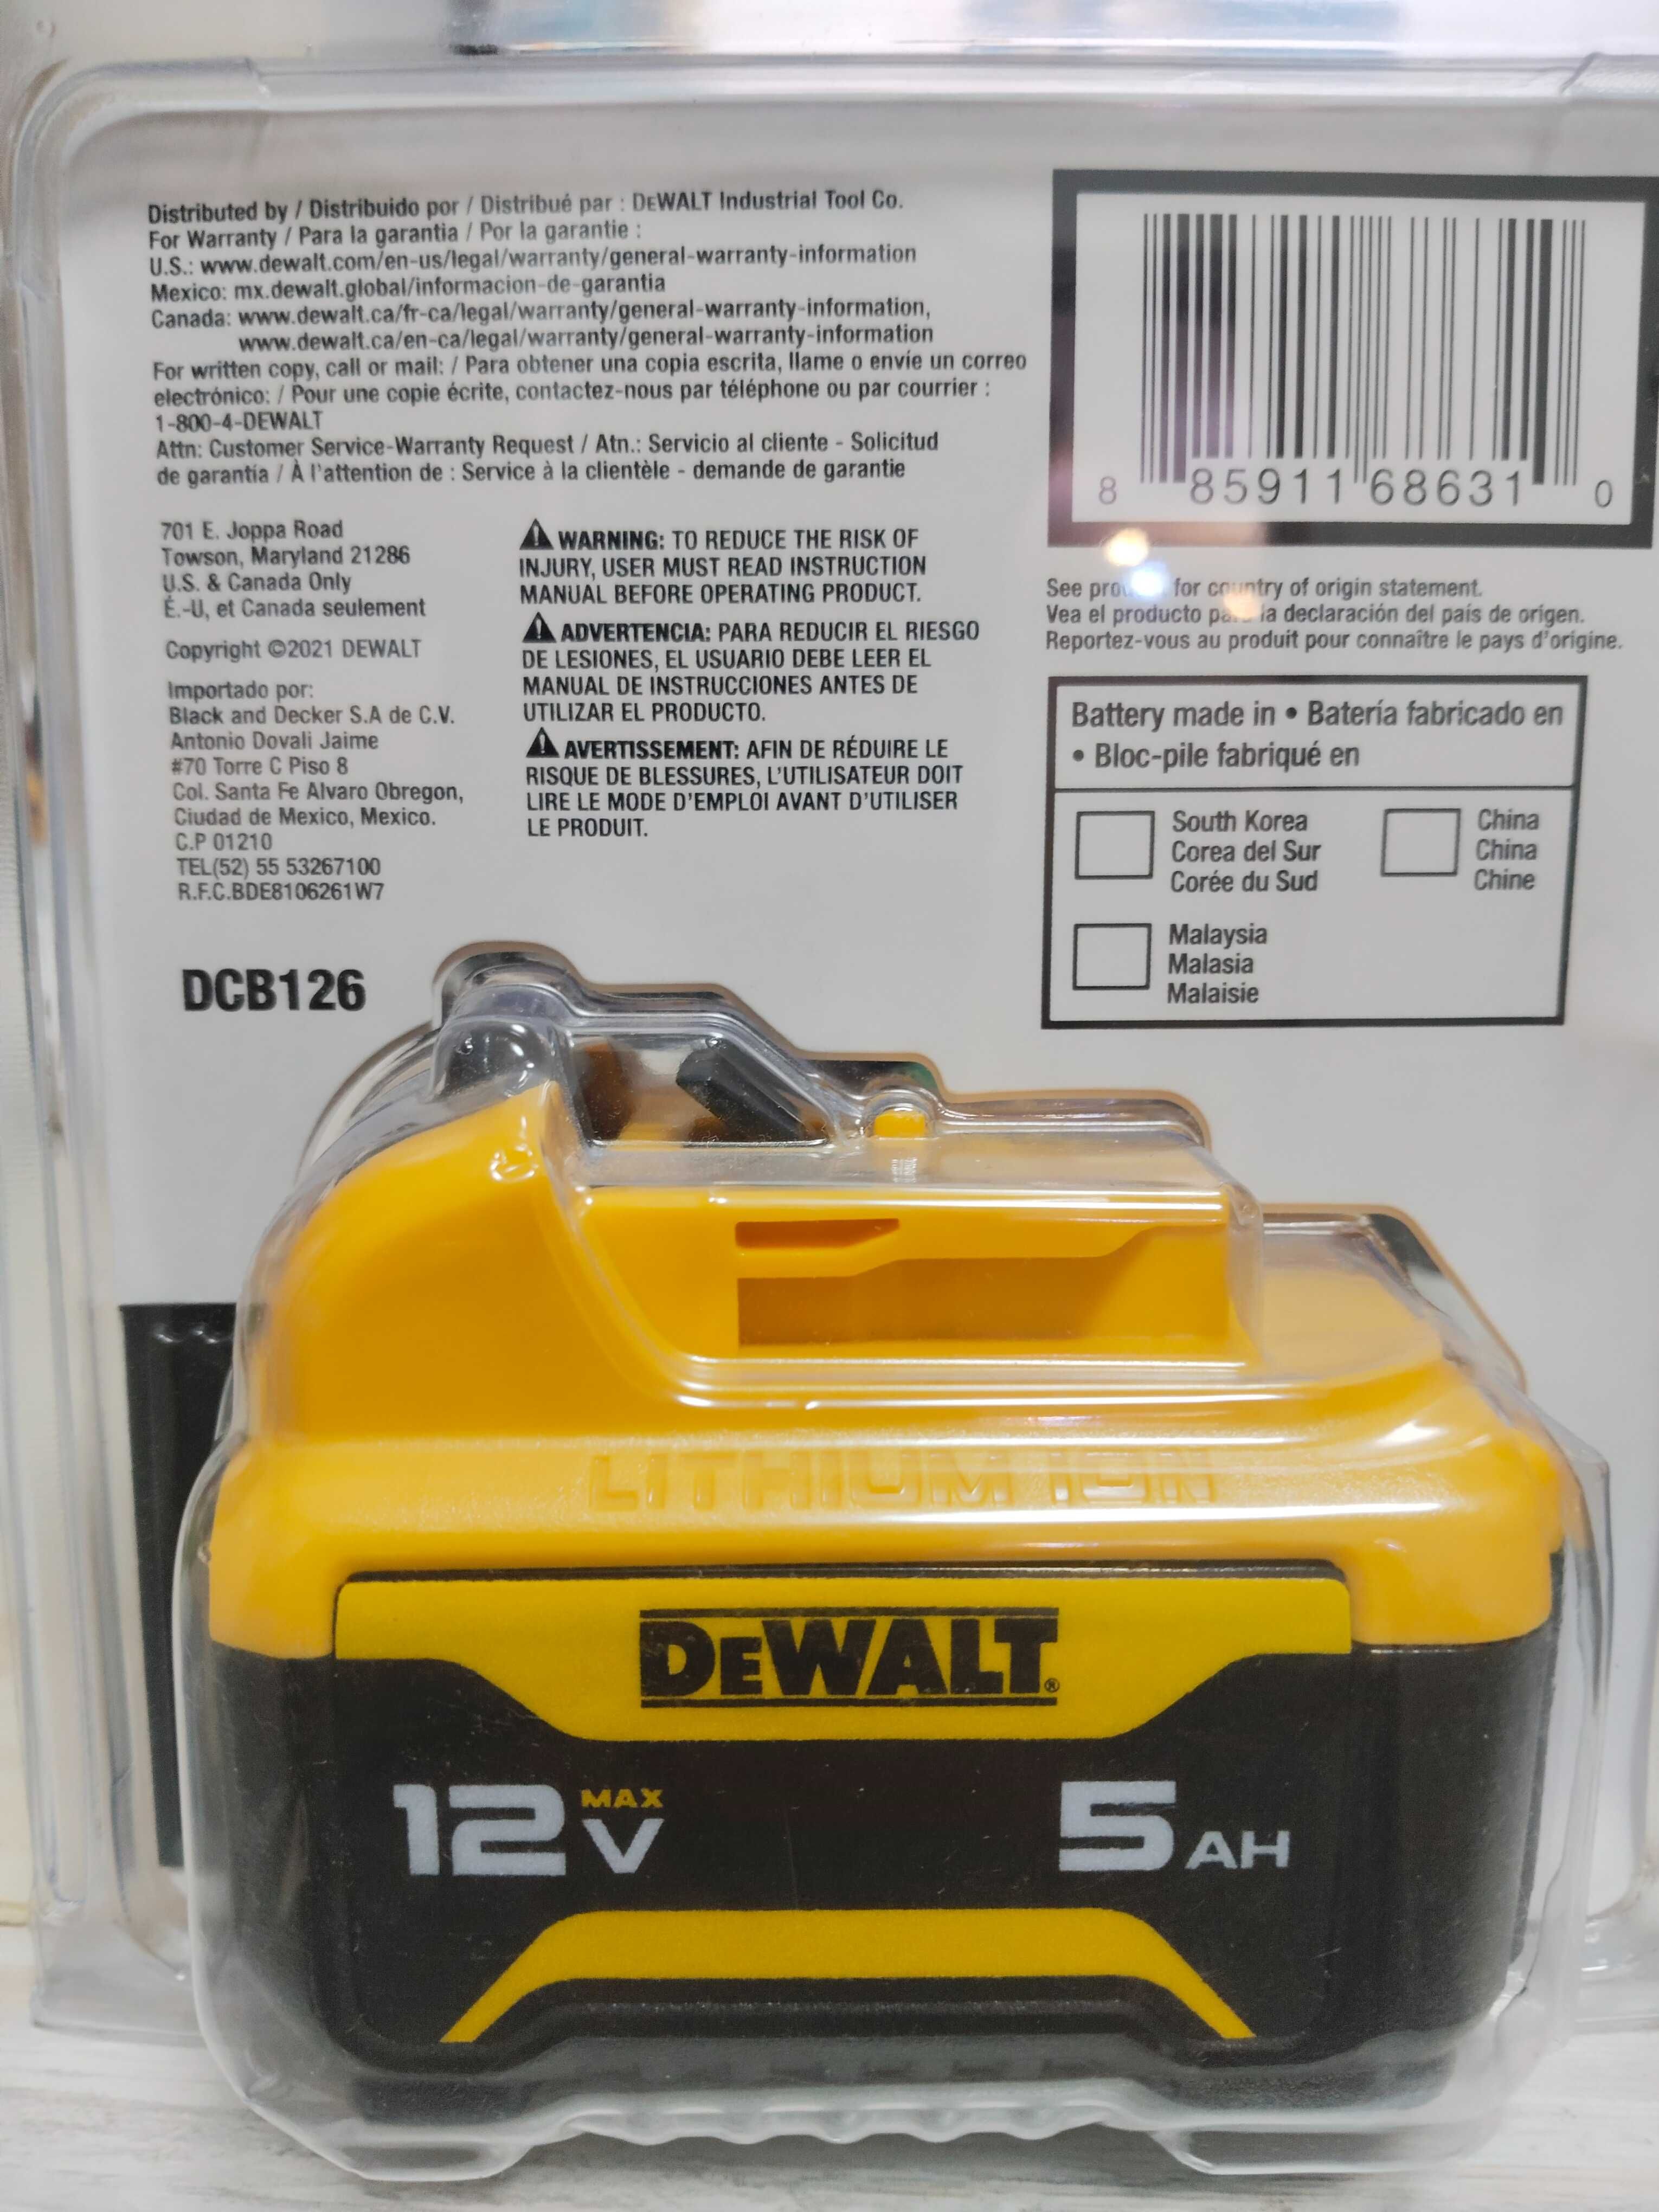 Distributed by / Distribuido por / Distribué par : DEWALT Industrial Tool Co.
For Warranty / Para la garantia / Por la garantie :
U.S.: www.dewalt.com/en-us/legal/warranty/general-warranty-information
Mexico: mx.dewalt.global/informacion-de-garantia
Canada: www.dewalt.ca/fr-ca/legal/warranty/general-warranty-information,
www.dewalt.ca/en-ca/legal/warranty/general-warranty-information
For written copy, call or mail: / Para obtener una copia escrita, llame o envíe un correo
electrónico: / Pour une copie écrite, contactez-nous par téléphone ou par courrier :
1-800-4-DEWALT
Attn: Customer Service-Warranty Request / Atn.: Servicio al cliente - Solicitud
de garantía / À l'attention de : Service à la clientèle - demande de garantie
701 E. Joppa Road
Towson, Maryland 21286
U.S. & Canada Only
É.-U, et Canada seulement
Copyright ©2021 DEWALT
Importado por:
Black and Decker S.A de C.V.
Antonio Dovali Jaime
#70 Torre C Piso 8
Col. Santa Fe Alvaro Obregon,
Ciudad de Mexico, Mexico.
C.P 01210
TEL(52) 55 53267100
R.F.C.BDE8106261W7
WARNING: TO REDUCE THE RISK OF
INJURY, USER MUST READ INSTRUCTION
MANUAL BEFORE OPERATING PRODUCT.
ADVERTENCIA: PARA REDUCIR EL RIESGO
DE LESIONES, EL USUARIO DEBE LEER EL
MANUAL DE INSTRUCCIONES ANTES DE
UTILIZAR EL PRODUCTO.
AVERTISSEMENT: AFIN DE RÉDUIRE LE
RISQUE DE BLESSURES, L'UTILISATEUR DOIT
LIRE LE MODE D'EMPLOI AVANT D'UTILISER
LE PRODUIT.
8 85911 68631 0
See for country of origin statement.
Vea el producto la declaración del país de origen.
Reportez-vous au produit pour connaître le pays d'origine.
Battery made in • Batería fabricado en
• Bloc-pile fabriqué en
South Korea
Corea del Sur
Corée du Sud
China
China
Chine
Malaysia
Malasia
Malaisie
DCB126
LITHIUM ION
DEWALT®
12V MAX
5 AH